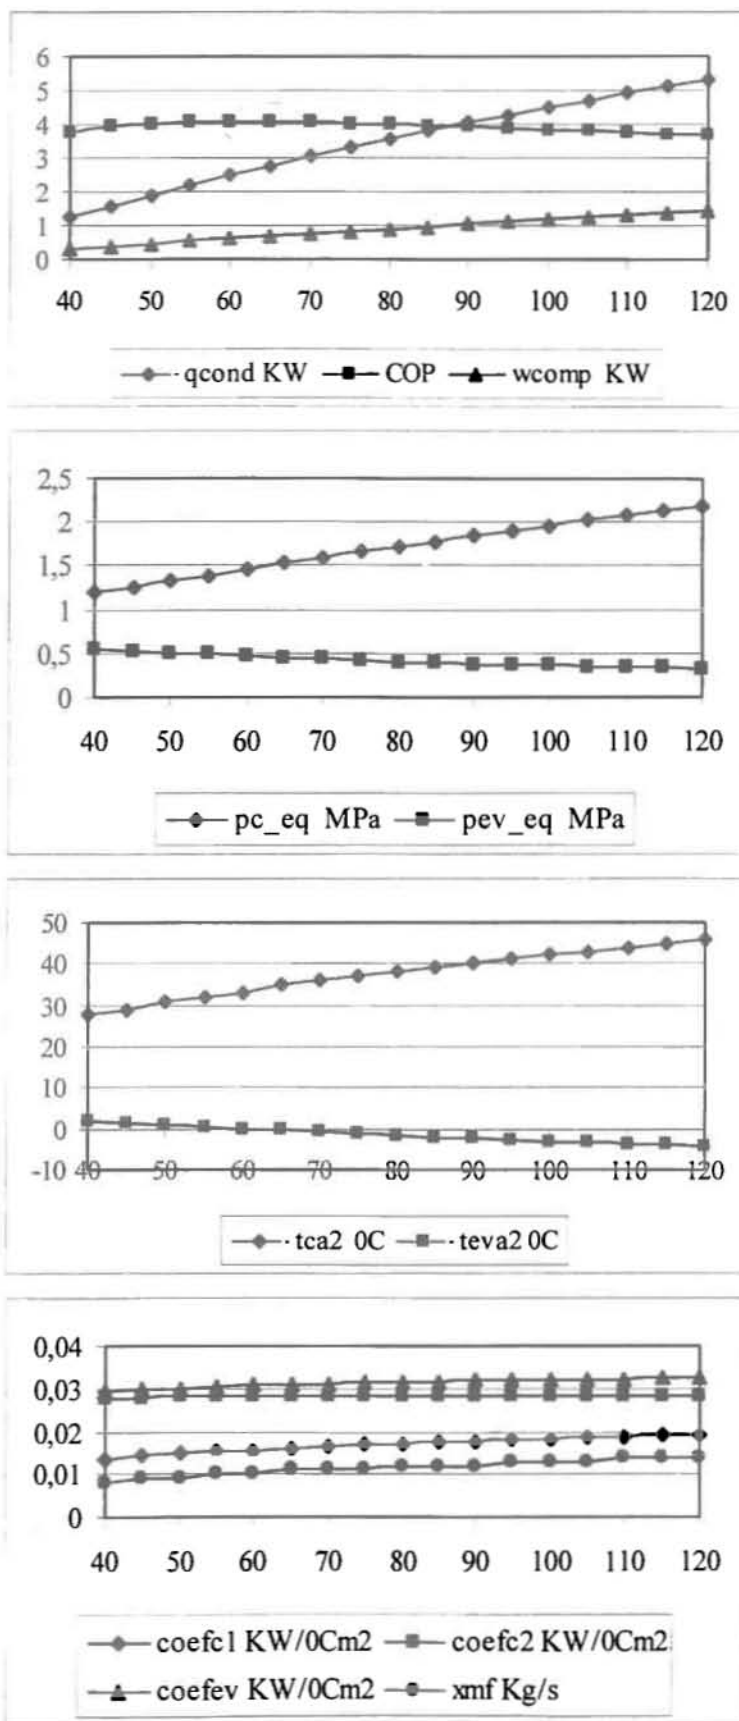 6
5
4
3
2
1
0
40 50 60 70 80 90 100 110 120
qcond KW COP wcomp KW
2,5
2
1,5
1
0,5
0
40 50 60 70 80 90 100 110 120
pc_eq MPa pev_eq MPa
50
40
30
20
10
0
-10
40 50 60 70 80 90 100 110 120
tca2 0C teva2 0C
0,04
0,03
0,02
0,01
0
40 50 60 70 80 90 100 110 120
coefc1 KW/0Cm2 coefc2 KW/0Cm2
coefev KW/0Cm2 xmf Kg/s